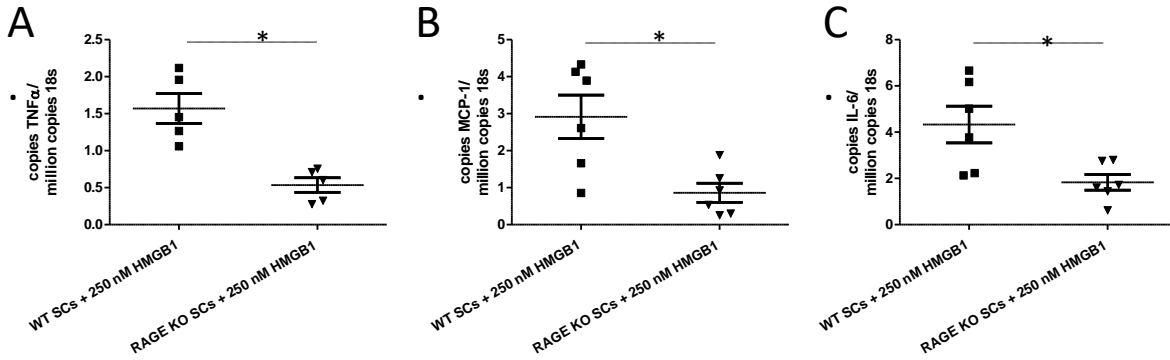 A
*
2.5
2.0
1.5
1.0
0.5
0.0
copies TNFα/
million copies 18s
WT SCs + 250 nM HMGB1
RAGE KO SCs + 250 nM HMGB1
B
*
5
4
3
2
1
0
copies MCP-1/
million copies 18s
WT SCs + 250 nM HMGB1
RAGE KO SCs + 250 nM HMGB1
C
*
8
6
4
2
0
copies IL-6/
million copies 18s
WT SCs + 250 nM HMGB1
RAGE KO SCs + 250 nM HMGB1